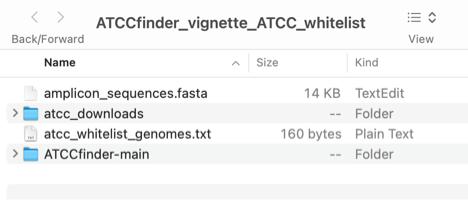 ATCCfinder_vignette_ATCC_whitelist
Back/Forward View
Name Size Kind
amplicon_sequences.fasta 14 KB TextEdit
atcc_downloads -- Folder
atcc_whitelist_genomes.txt 160 bytes Plain Text
ATCCfinder-main -- Folder